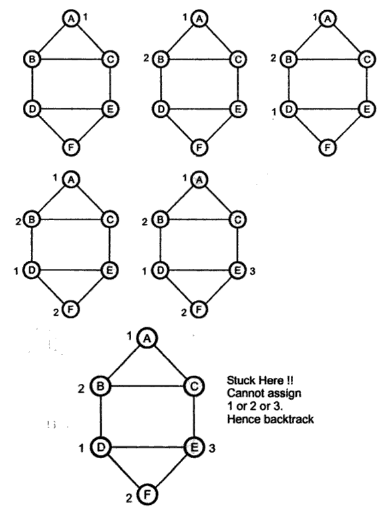 A 1
B C
D E
F
1 A
2 B C
D E
F
1 A
2 B C
1 D E
F
1 A
2 B C
1 D E
2 F
1 A
2 B C
1 D E 3
2 F
1 A
2 B C
Stuck Here !!
Cannot assign
1 or 2 or 3.
Hence backtrack
1 D E 3
2 F